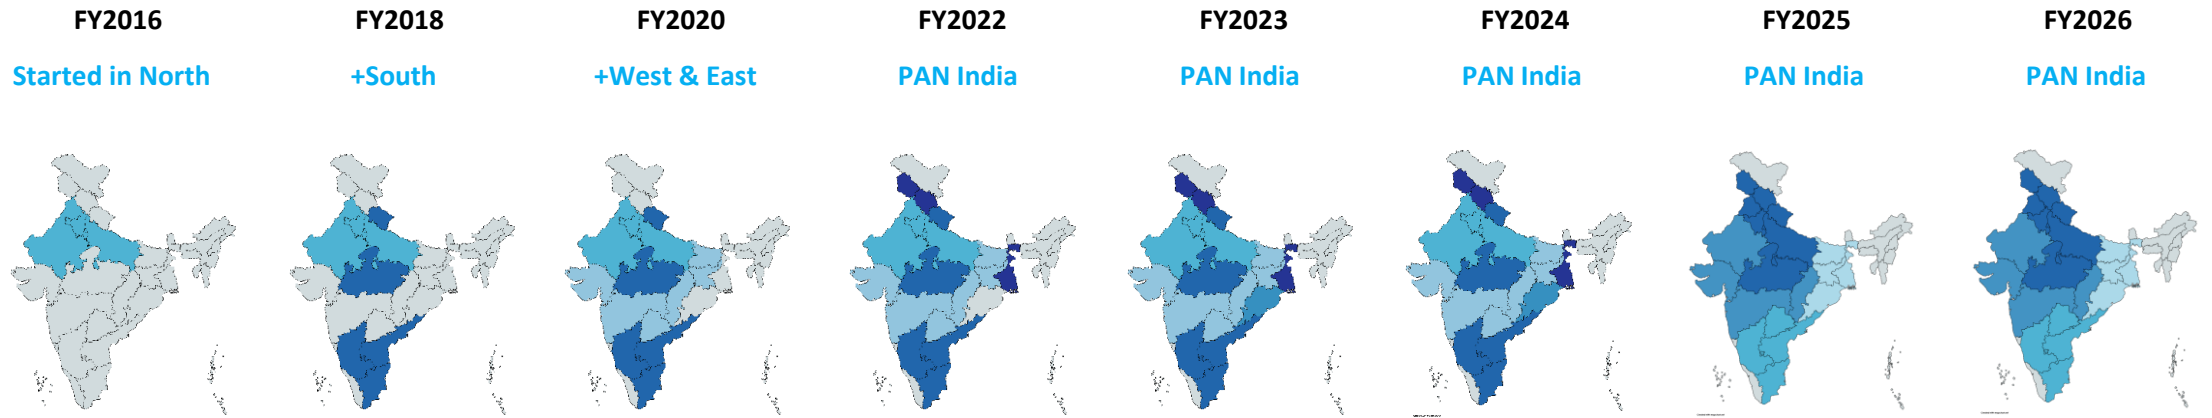 FY2016
FY2018
FY2020
FY2022
FY2023
FY2024
FY2025
FY2026
Started in North
+South
+West & East
PAN India
PAN India
PAN India
PAN India
PAN India